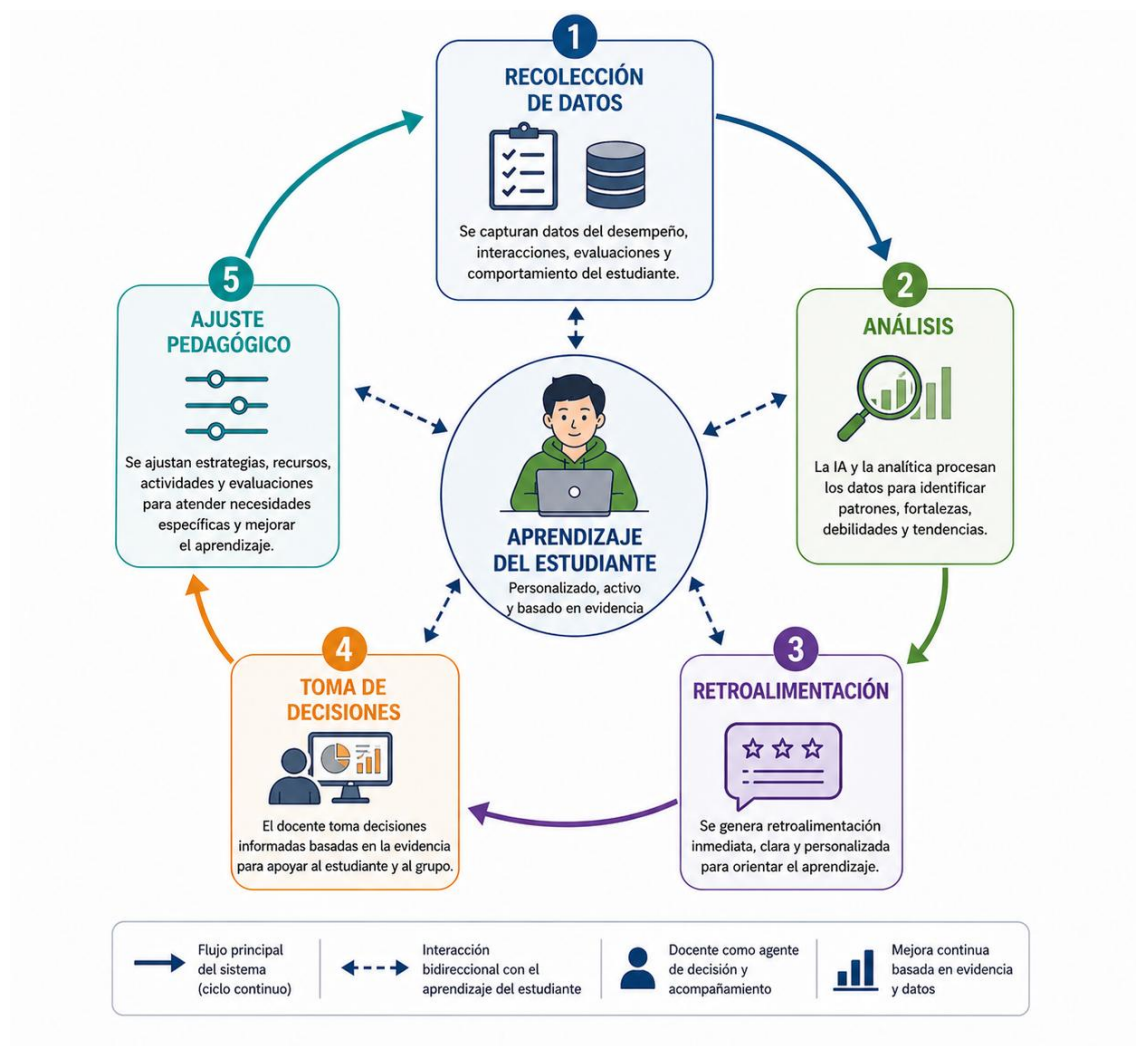 1
RECOLECCIÓN
DE DATOS
Se capturan datos del desempeño,
interacciones, evaluaciones y
comportamiento del estudiante.
2
ANÁLISIS
La IA y la analítica procesan
los datos para identificar
patrones, fortalezas,
debilidades y tendencias.
3
RETROALIMENTACIÓN
Se genera retroalimentación
inmediata, clara y personalizada
para orientar el aprendizaje.
4
TOMA DE
DECISIONES
El docente toma decisiones
informadas basadas en la evidencia
para apoyar al estudiante y al grupo.
5
AJUSTE
PEDAGÓGICO
Se ajustan estrategias, recursos,
actividades y evaluaciones
para atender necesidades
específicas y mejorar
el aprendizaje.
APRENDIZAJE
DEL ESTUDIANTE
Personalizado, activo
y basado en evidencia
Flujo principal
del sistema
(ciclo continuo)
Interacción
bidireccional con el
aprendizaje del estudiante
Docente como agente
de decisión y
acompañamiento
Mejora continua
basada en evidencia
y datos